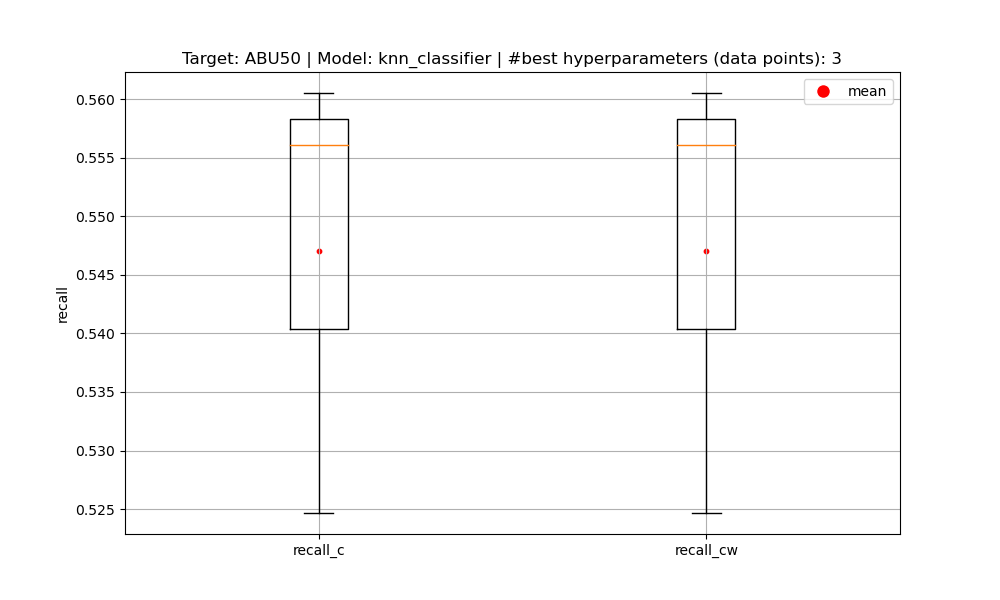 Target: ABU50 | Model: knn_classifier | #best hyperparameters (data points): 3
mean
0.560
0.555
0.550
0.545
0.540
0.535
0.530
0.525
recall
recall_c
recall_cw